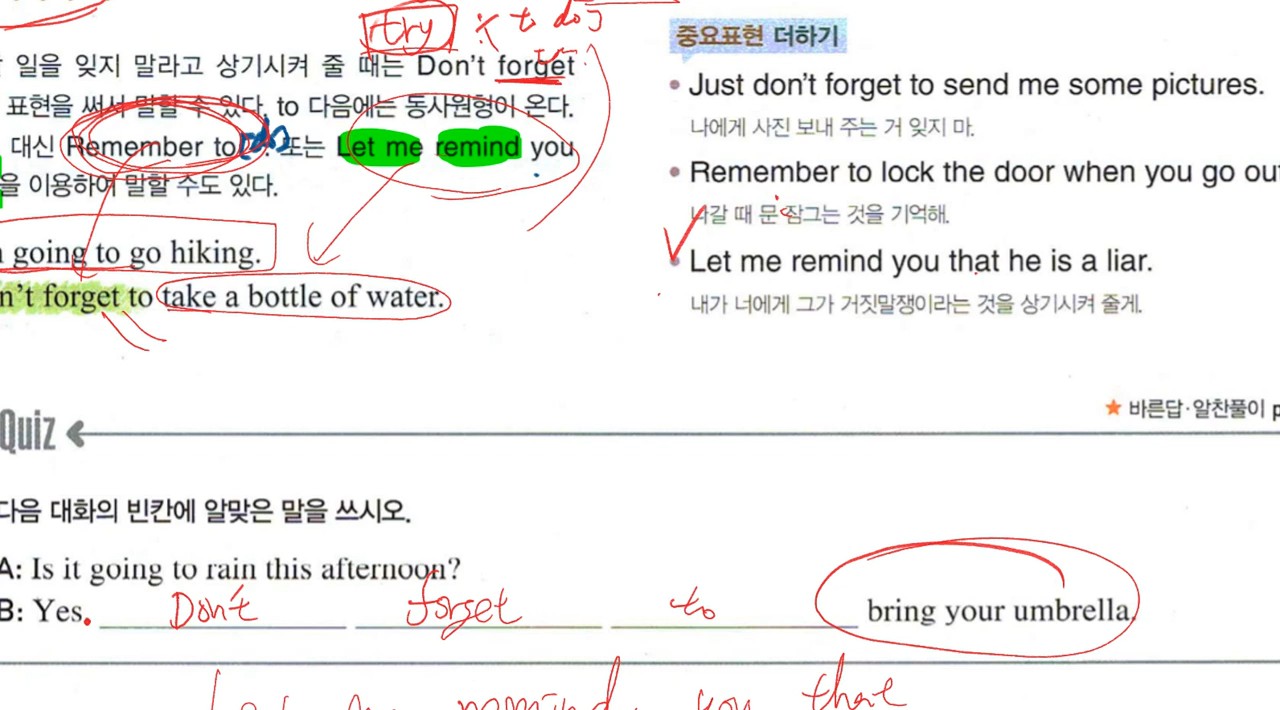 try to do
일을 잊지 말라고 상기시켜 줄 때는 Don't forget
표현을 써서 말할 수 있다. to 다음에는 동사원형이 온다.
대신 Remember to do. 또는 Let me remind you
을 이용하여 말할 수도 있다.
going to go hiking.
n't forget to take a bottle of water.
중요표현 더하기
• Just don't forget to send me some pictures.
나에게 사진 보내 주는 거 잊지 마.
• Remember to lock the door when you go out
나갈 때 문 잠그는 것을 기억해.
• Let me remind you that he is a liar.
내가 너에게 그가 거짓말쟁이라는 것을 상기시켜 줄게.
★ 바른답·알찬풀이 p
Quiz
다음 대화의 빈칸에 알맞은 말을 쓰시오.
A: Is it going to rain this afternoon?
B: Yes. Don't forget to bring your umbrella.
Let me remind you that